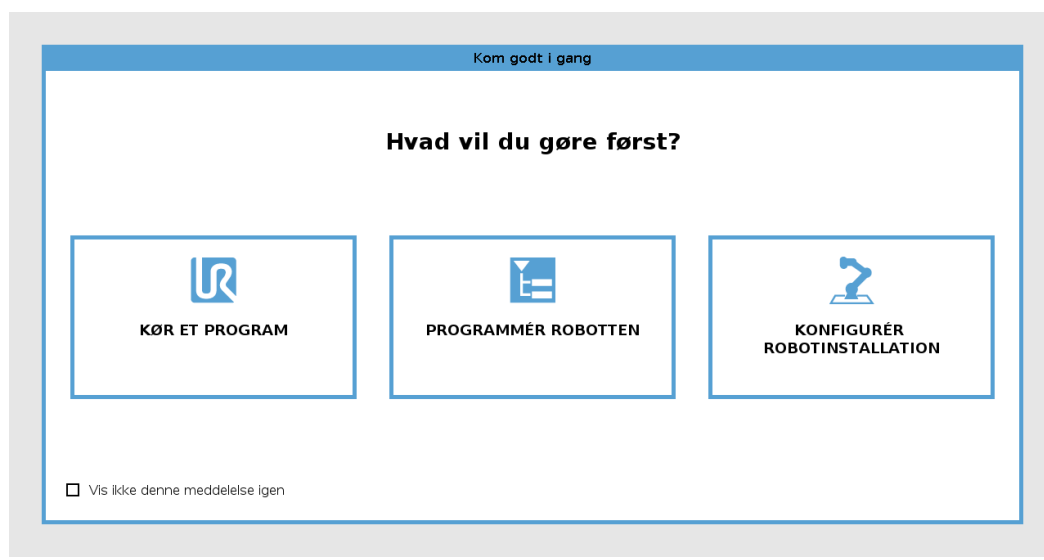 Kom godt i gang
Hvad vil du gøre først?
KØR ET PROGRAM
PROGRAMMÉR ROBOTTEN
KONFIGURÉR
ROBOTINSTALLATION
Vis ikke denne meddelelse igen